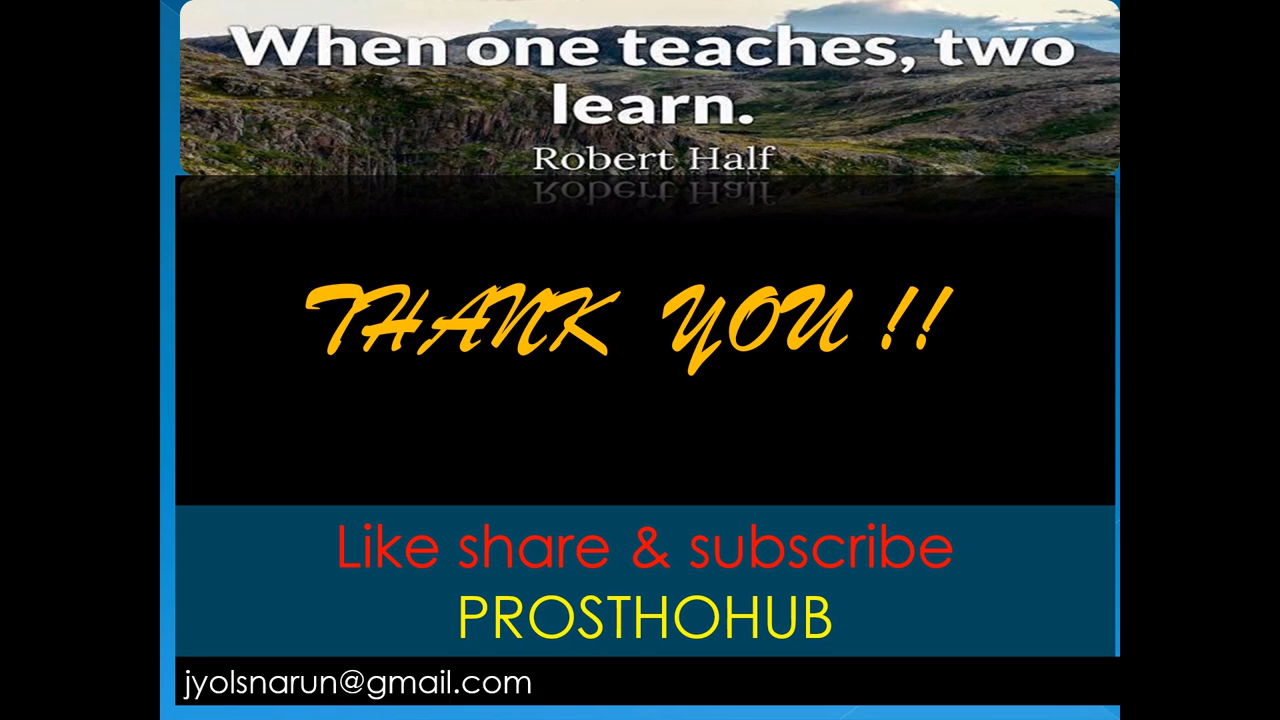 When one teaches, two
learn.
Robert Half
THANK YOU !!
Like share & subscribe
PROSTHOHUB
jyolsnarun@gmail.com